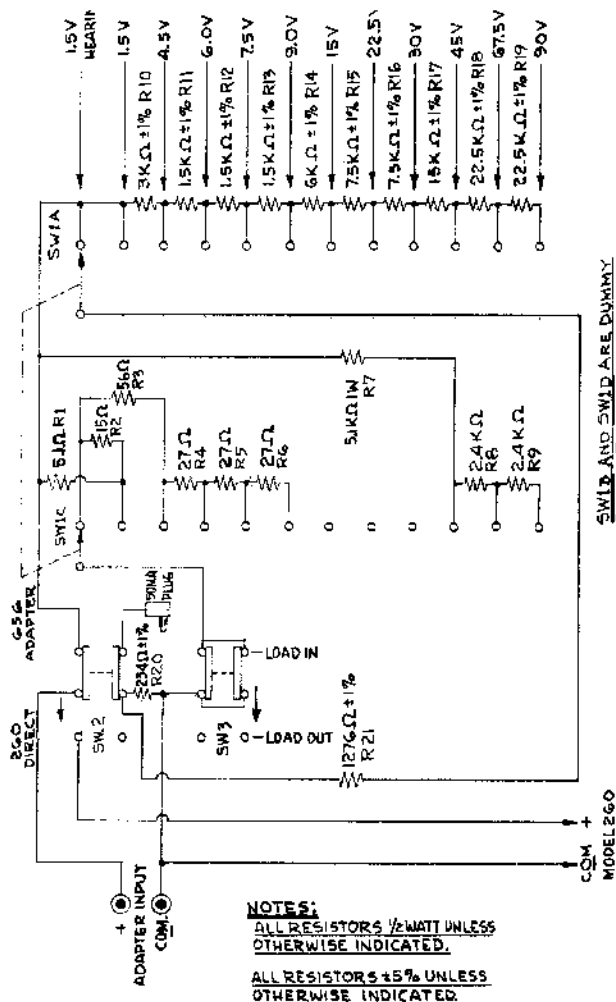 1.5V
HEARING
1.5V
4.5V
6.0V
7.5V
9.0V
15V
22.5V
30V
45V
67.5V
90V
3KΩ ±1% R10
1.5KΩ ±1% R11
1.5KΩ ±1% R12
1.5KΩ ±1% R13
6KΩ ±1% R14
7.5KΩ ±1% R15
7.5KΩ ±1% R16
15KΩ ±1% R17
22.5KΩ ±1% R18
22.5KΩ ±1% R19
SW1A
SW1B AND SW1D ARE DUMMY
5.1Ω R1
15Ω
R2
56Ω
R3
27Ω
R4
27Ω
R5
27Ω
R6
5.1KΩ 1W
R7
2.4KΩ
R8
2.4KΩ
R9
SW1C
656
ADAPTER
260
DIRECT
SW2
50MA
PLUG
234Ω ±1%
R20
LOAD IN
SW3
LOAD OUT
1276Ω ±1%
R21
+
ADAPTER INPUT
COM.
+
COM
MODEL 260
NOTES:
ALL RESISTORS 1/2 WATT UNLESS
OTHERWISE INDICATED.
ALL RESISTORS ±5% UNLESS
OTHERWISE INDICATED